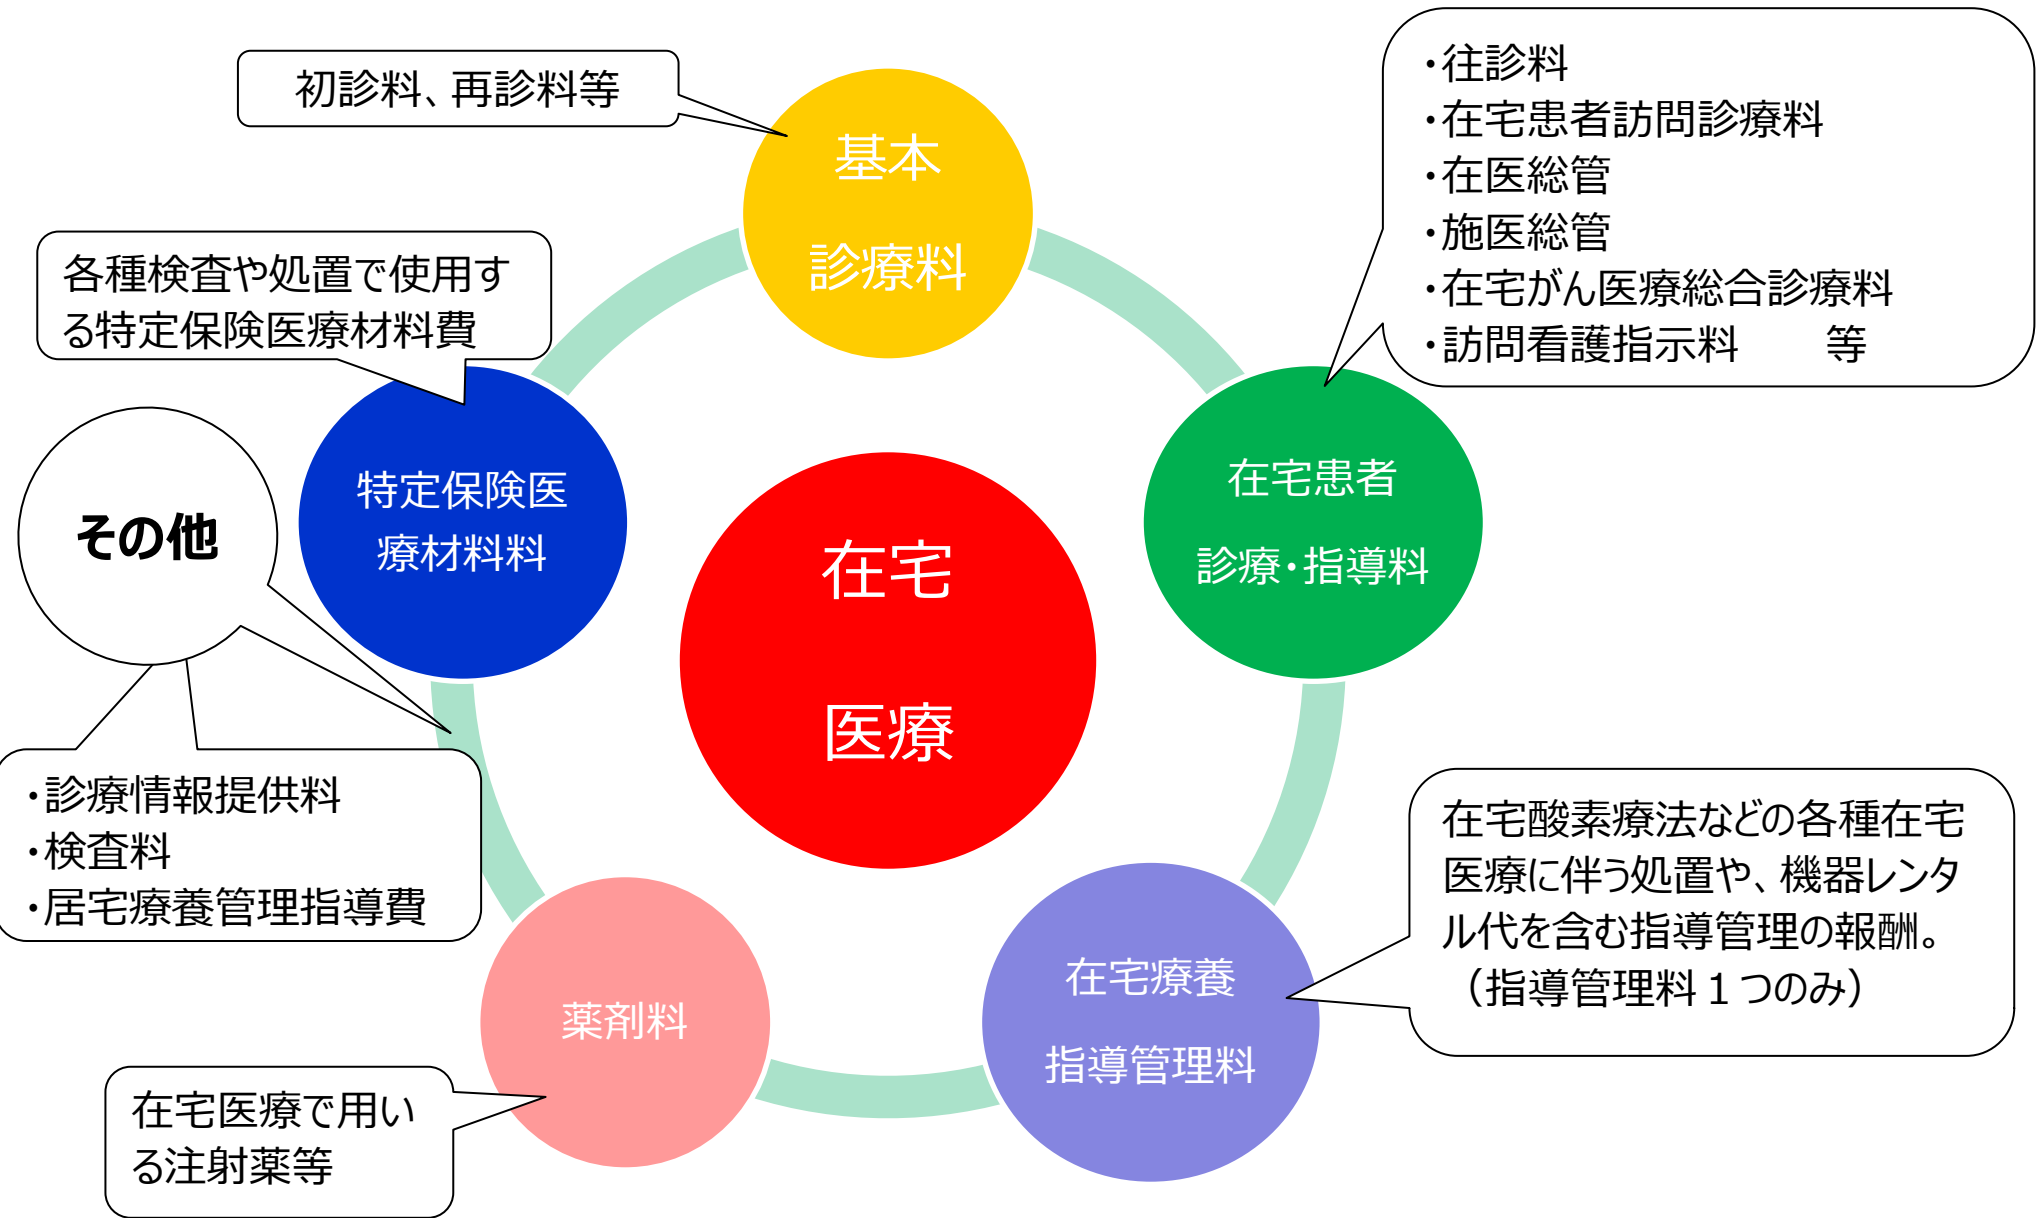 初診料、再診料等
基本
診療料
・往診料
・在宅患者訪問診療料
・在医総管
・施医総管
・在宅がん医療総合診療料
・訪問看護指示料　　等
各種検査や処置で使用す
る特定保険医療材料費
特定保険医
療材料料
その他
在宅
医療
在宅患者
診療・指導料
・診療情報提供料
・検査料
・居宅療養管理指導費
在宅酸素療法などの各種在宅
医療に伴う処置や、機器レンタ
ル代を含む指導管理の報酬。
（指導管理料１つのみ）
薬剤料
在宅療養
指導管理料
在宅医療で用い
る注射薬等